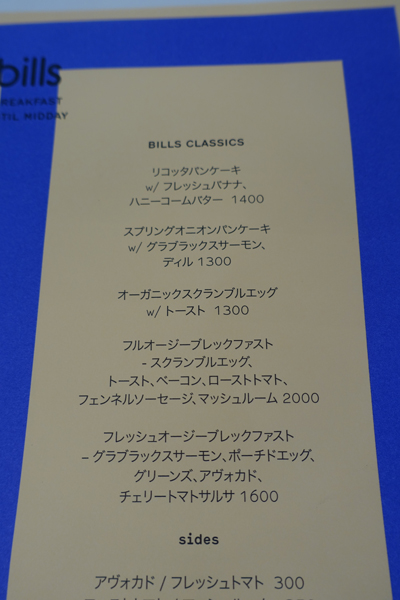 bills
BREAKFAST
TIL MIDDAY
BILLS CLASSICS
リコッタパンケーキ
w/ フレッシュバナナ、
ハニーコームバター 1400
スプリングオニオンパンケーキ
w/ グラブラックスサーモン、
ディル 1300
オーガニックスクランブルエッグ
w/ トースト 1300
フルオージーブレックファスト
- スクランブルエッグ、
トースト、ベーコン、ローストトマト、
フェンネルソーセージ、マッシュルーム 2000
フレッシュオージーブレックファスト
– グラブラックスサーモン、ポーチドエッグ、
グリーンズ、アヴォカド、
チェリートマトサルサ 1600
sides
アヴォカド / フレッシュトマト 300